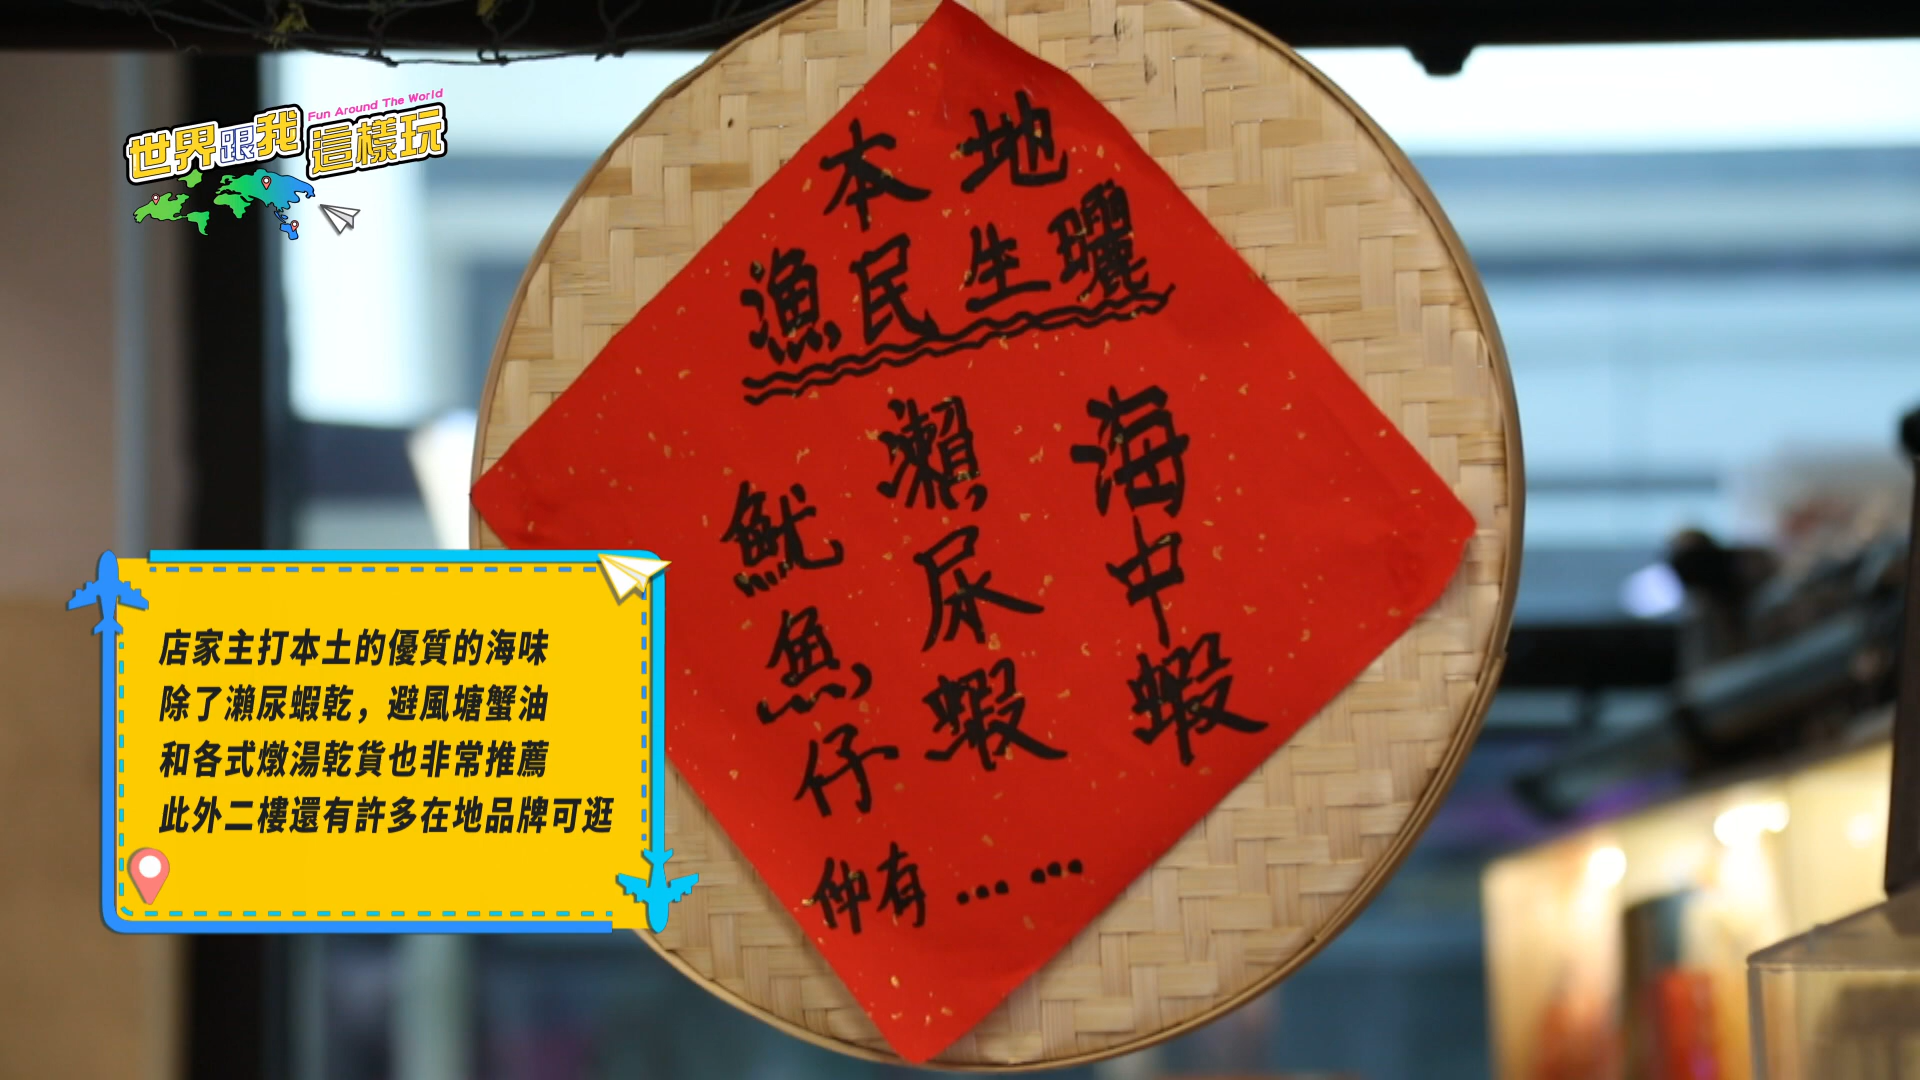 Fun Around The World
世界跟我這樣玩
本地
漁民生曬
海中蝦
瀨尿蝦
魷魚仔
仲有……
店家主打本土的優質的海味
除了瀨尿蝦乾，避風塘蟹油
和各式燉湯乾貨也非常推薦
此外二樓還有許多在地品牌可逛